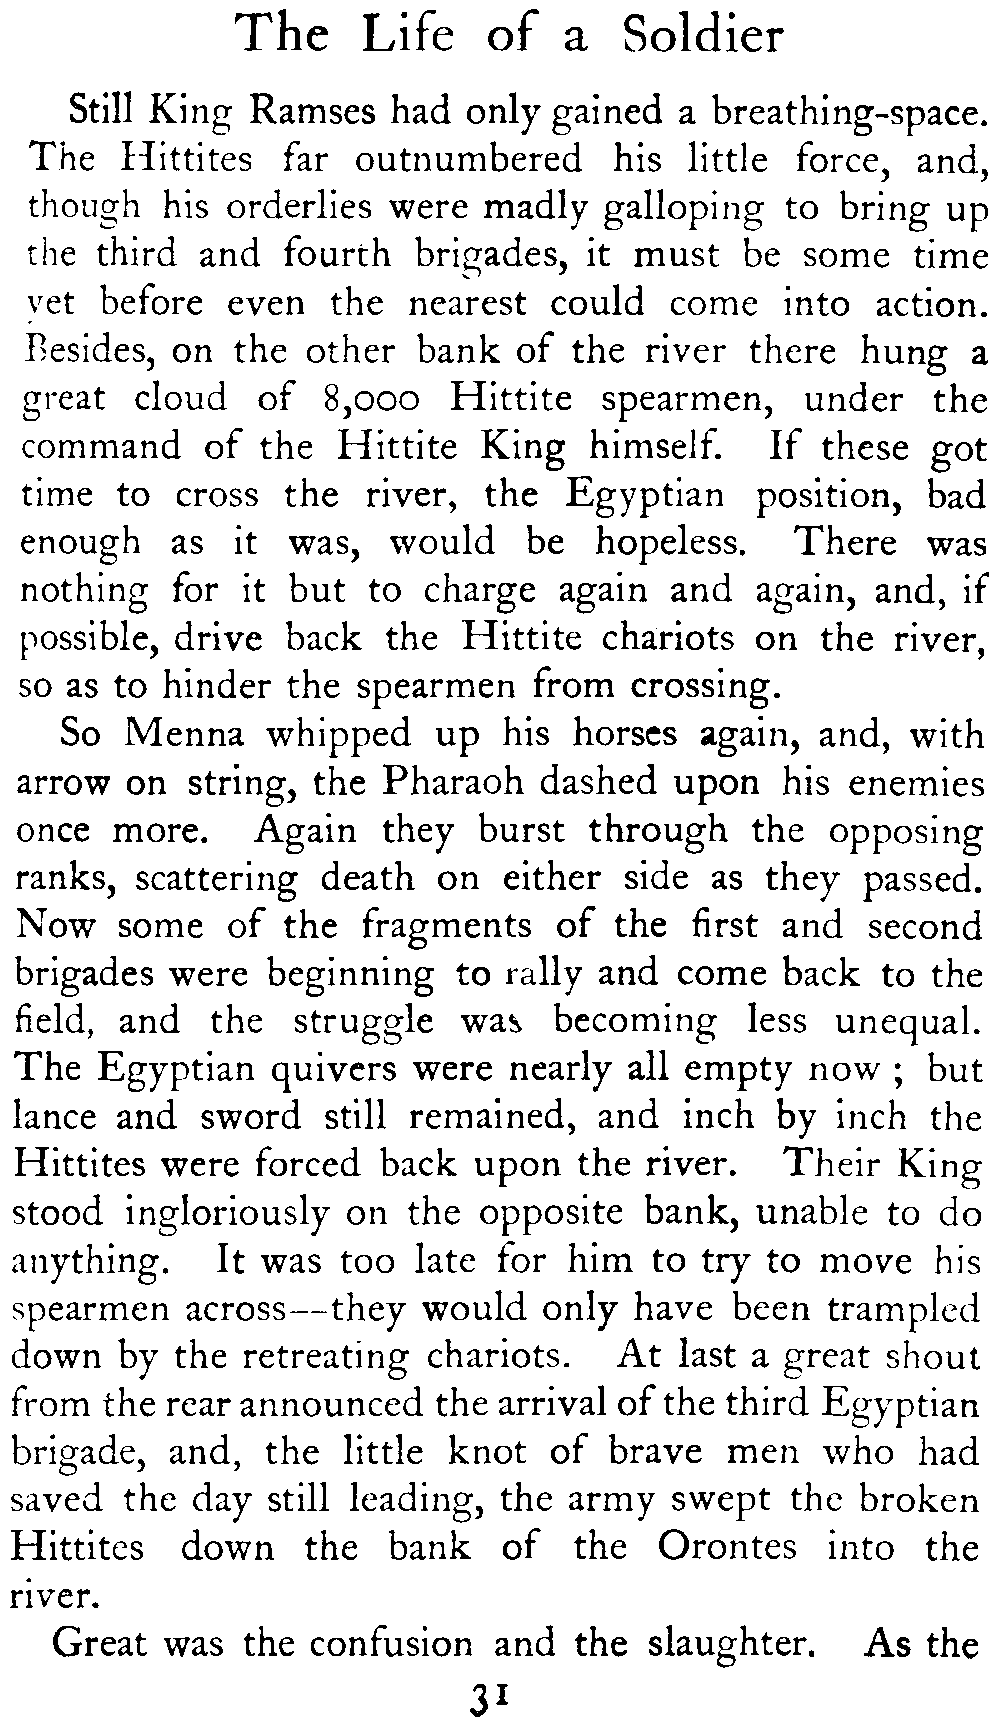 The Life of a Soldier
Still King Ramses had only gained a breathing-space.
The Hittites far outnumbered his little force, and,
though his orderlies were madly galloping to bring up
the third and fourth brigades, it must be some time
yet before even the nearest could come into action.
Besides, on the other bank of the river there hung a
great cloud of 8,000 Hittite spearmen, under the
command of the Hittite King himself. If these got
time to cross the river, the Egyptian position, bad
enough as it was, would be hopeless. There was
nothing for it but to charge again and again, and, if
possible, drive back the Hittite chariots on the river,
so as to hinder the spearmen from crossing.
So Menna whipped up his horses again, and, with
arrow on string, the Pharaoh dashed upon his enemies
once more. Again they burst through the opposing
ranks, scattering death on either side as they passed.
Now some of the fragments of the first and second
brigades were beginning to rally and come back to the
field, and the struggle was becoming less unequal.
The Egyptian quivers were nearly all empty now ; but
lance and sword still remained, and inch by inch the
Hittites were forced back upon the river. Their King
stood ingloriously on the opposite bank, unable to do
anything. It was too late for him to try to move his
spearmen across—they would only have been trampled
down by the retreating chariots. At last a great shout
from the rear announced the arrival of the third Egyptian
brigade, and, the little knot of brave men who had
saved the day still leading, the army swept the broken
Hittites down the bank of the Orontes into the
river.
Great was the confusion and the slaughter. As the
31